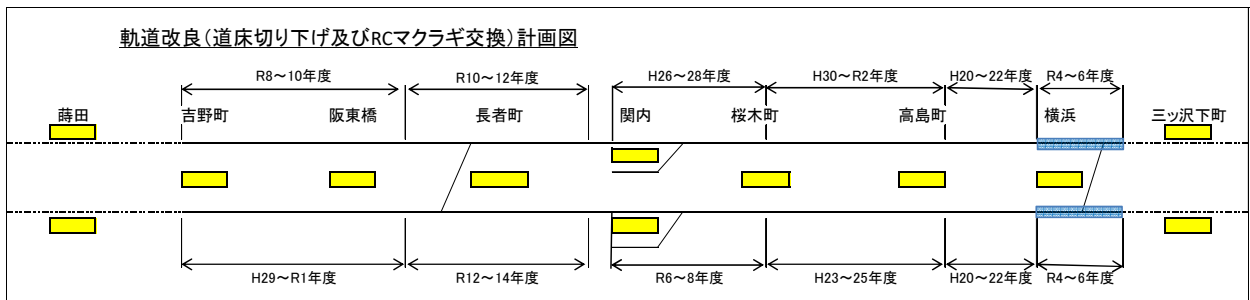 軌道改良（道床切り下げ及びRCマクラギ交換）計画図
R8～10年度 R10～12年度 H26～28年度 H30～R2年度 H20～22年度 R4～6年度
蒔田 吉野町 阪東橋 長者町 関内 桜木町 高島町 横浜 三ッ沢下町
H29～R1年度 R12～14年度 R6～8年度 H23～25年度 H20～22年度 R4～6年度